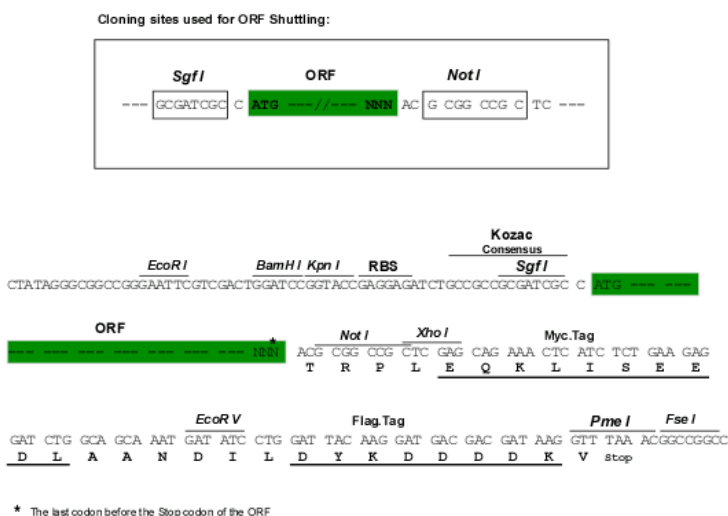 Cloning sites used for ORF Shuttling:
Sgf I ORF Not I
--- GCGATCGC C ATG ---//--- NNN AC G CGG CCG C TC ---
Kozac
Consensus
EcoR I BamH I Kpn I RBS Sgf I
CTATAGGGCGGCCGGGAATTCGTCGACTGGATCCGGTACCGAGGAGATCTGCCGCCGCGATCGC C ATG --- ---
ORF
Not I Xho I Myc.Tag
--- --- --- --- --- --- --- --- --- NNN * ACG CGG CCG CTC GAG CAG AAA CTC ATC TCT GAA GAG
T R P L E Q K L I S E E
EcoR V Flag.Tag Pme I Fse I
GAT CTG GCA GCA AAT GAT ATC CTG GAT TAC AAG GAT GAC GAC GAT AAG GTT TAA ACGGCCGGCC
D L A A N D I L D Y K D D D D K V Stop
* The last codon before the Stop codon of the ORF